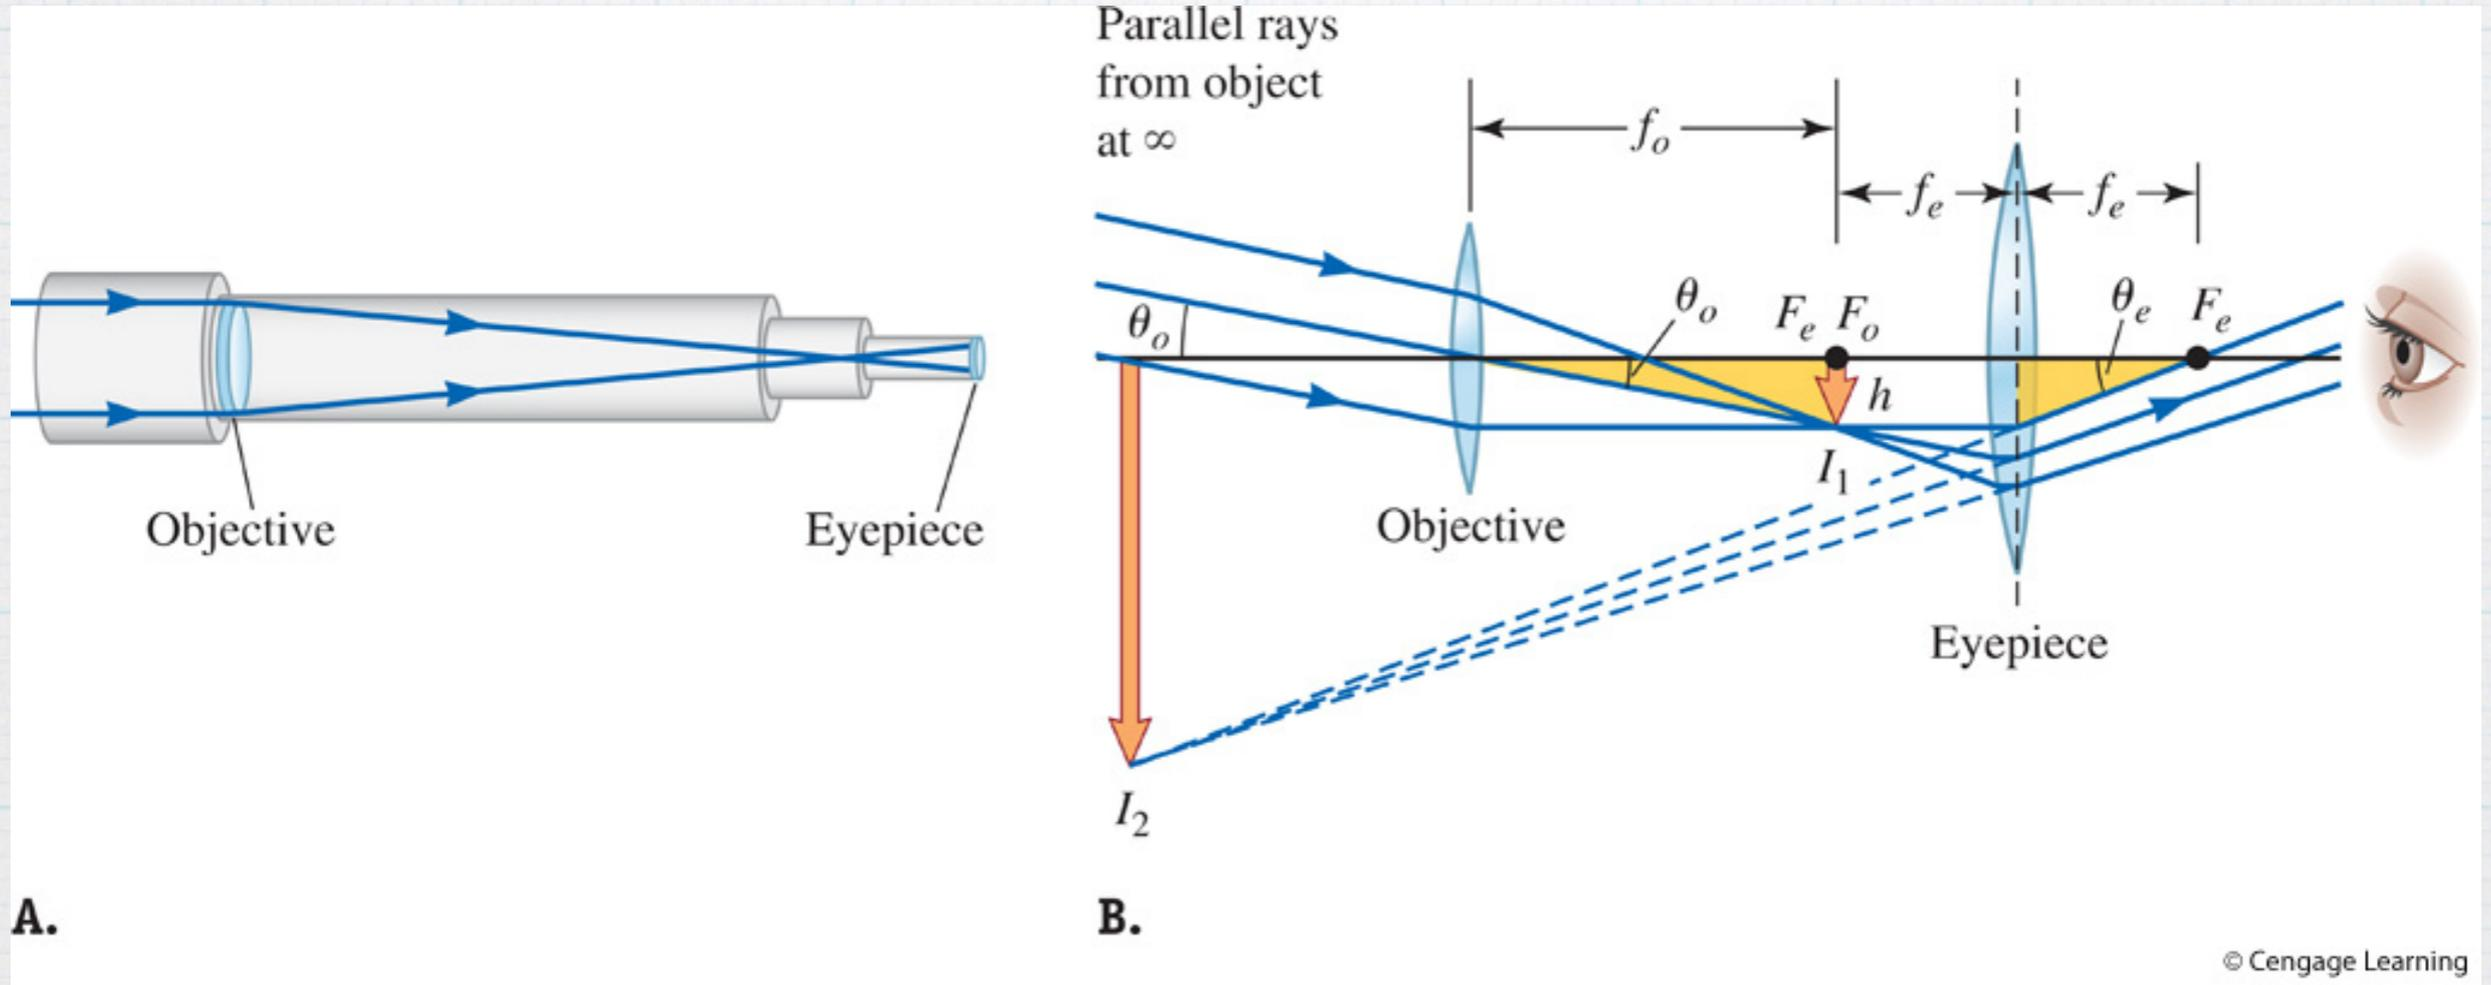 Objective
Eyepiece
A.
Parallel rays
from object
at ∞
f_o
f_e
f_e
θ_o
θ_o
F_e F_o
θ_e
F_e
h
I_1
Objective
Eyepiece
I_2
B.
© Cengage Learning